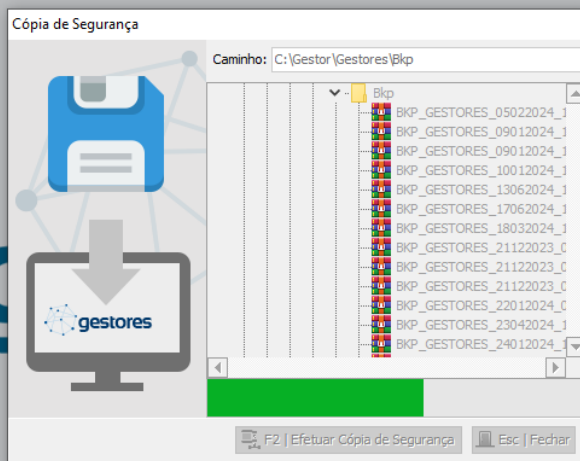 Cópia de Segurança
Caminho: C:\Gestor\Gestores\Bkp
Bkp
BKP_GESTORES_05022024_1
BKP_GESTORES_09012024_1
BKP_GESTORES_09012024_1
BKP_GESTORES_10012024_1
BKP_GESTORES_13062024_1
BKP_GESTORES_17062024_1
BKP_GESTORES_18032024_1
BKP_GESTORES_21122023_0
BKP_GESTORES_21122023_0
BKP_GESTORES_21122023_0
BKP_GESTORES_22012024_0
BKP_GESTORES_23042024_1
BKP_GESTORES_24012024_1
gestores
F2 | Efetuar Cópia de Segurança
Esc | Fechar